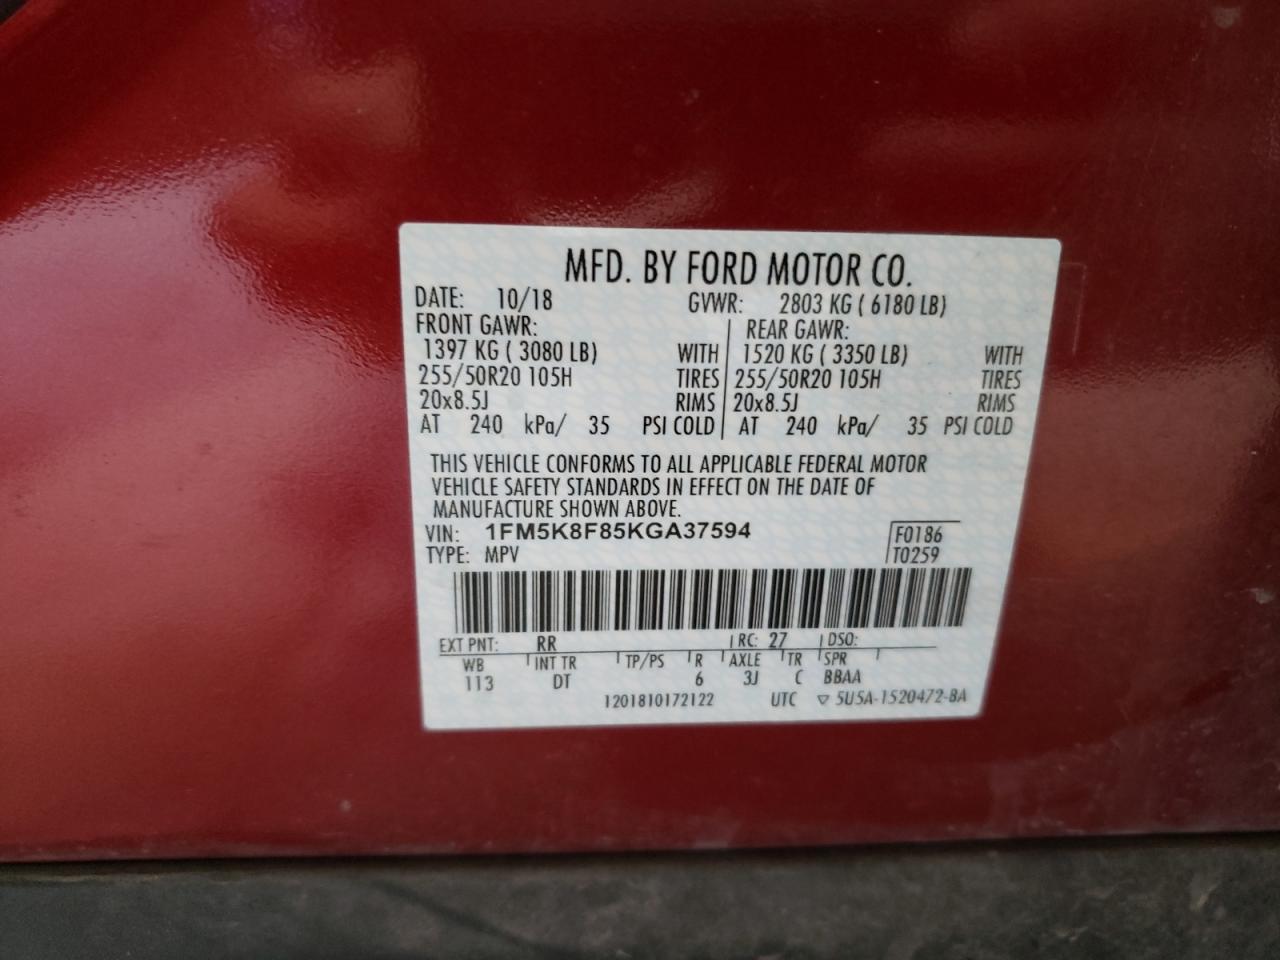 MFD. BY FORD MOTOR CO.
DATE: 10/18 GVWR: 2803 KG ( 6180 LB)
FRONT GAWR: REAR GAWR:
1397 KG ( 3080 LB) WITH 1520 KG ( 3350 LB) WITH
255/50R20 105H TIRES 255/50R20 105H TIRES
20x8.5J RIMS 20x8.5J RIMS
AT 240 kPa/ 35 PSI COLD AT 240 kPa/ 35 PSI COLD
THIS VEHICLE CONFORMS TO ALL APPLICABLE FEDERAL MOTOR
VEHICLE SAFETY STANDARDS IN EFFECT ON THE DATE OF
MANUFACTURE SHOWN ABOVE.
VIN: 1FM5K8F85KGA37594 F0186
TYPE: MPV T0259
EXT PNT: RR RC: 27 DSO:
WB INT TR TP/PS R AXLE TR SPR
113 DT 6 3J C BBAA
1201810172122 UTC ▽ 5U5A-1520472-BA